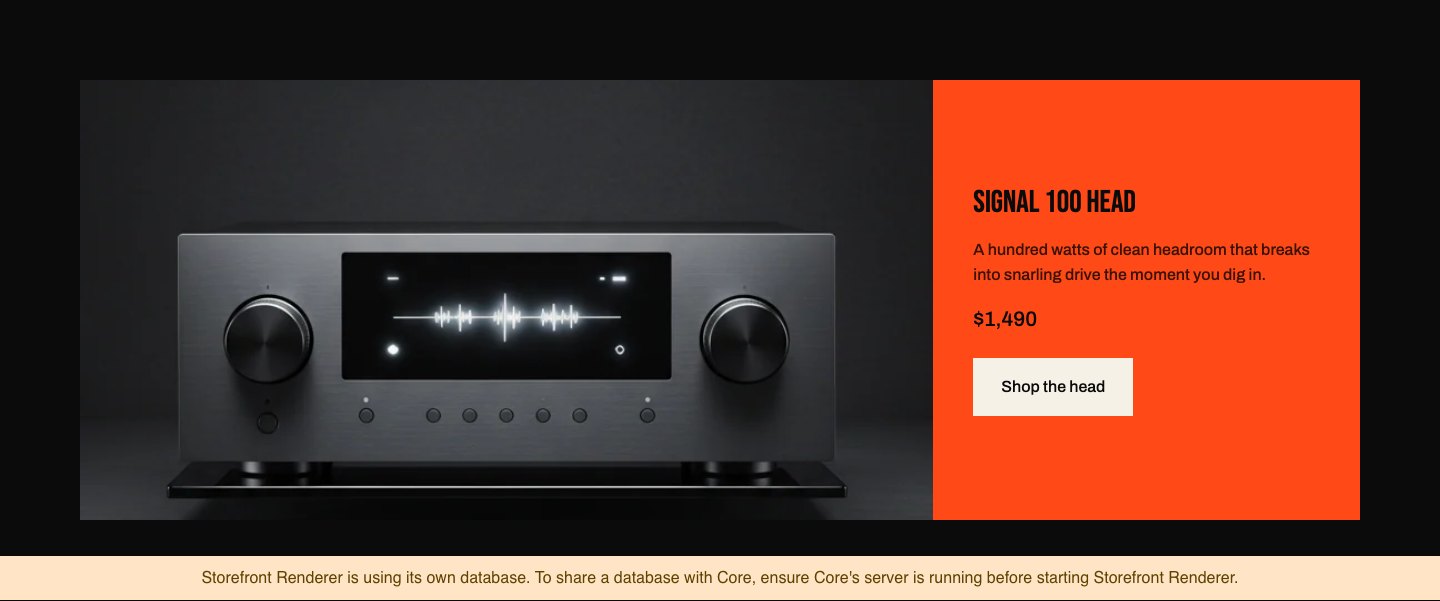 SIGNAL 100 HEAD
A hundred watts of clean headroom that breaks
into snarling drive the moment you dig in.
$1,490
Shop the head
Storefront Renderer is using its own database. To share a database with Core, ensure Core's server is running before starting Storefront Renderer.